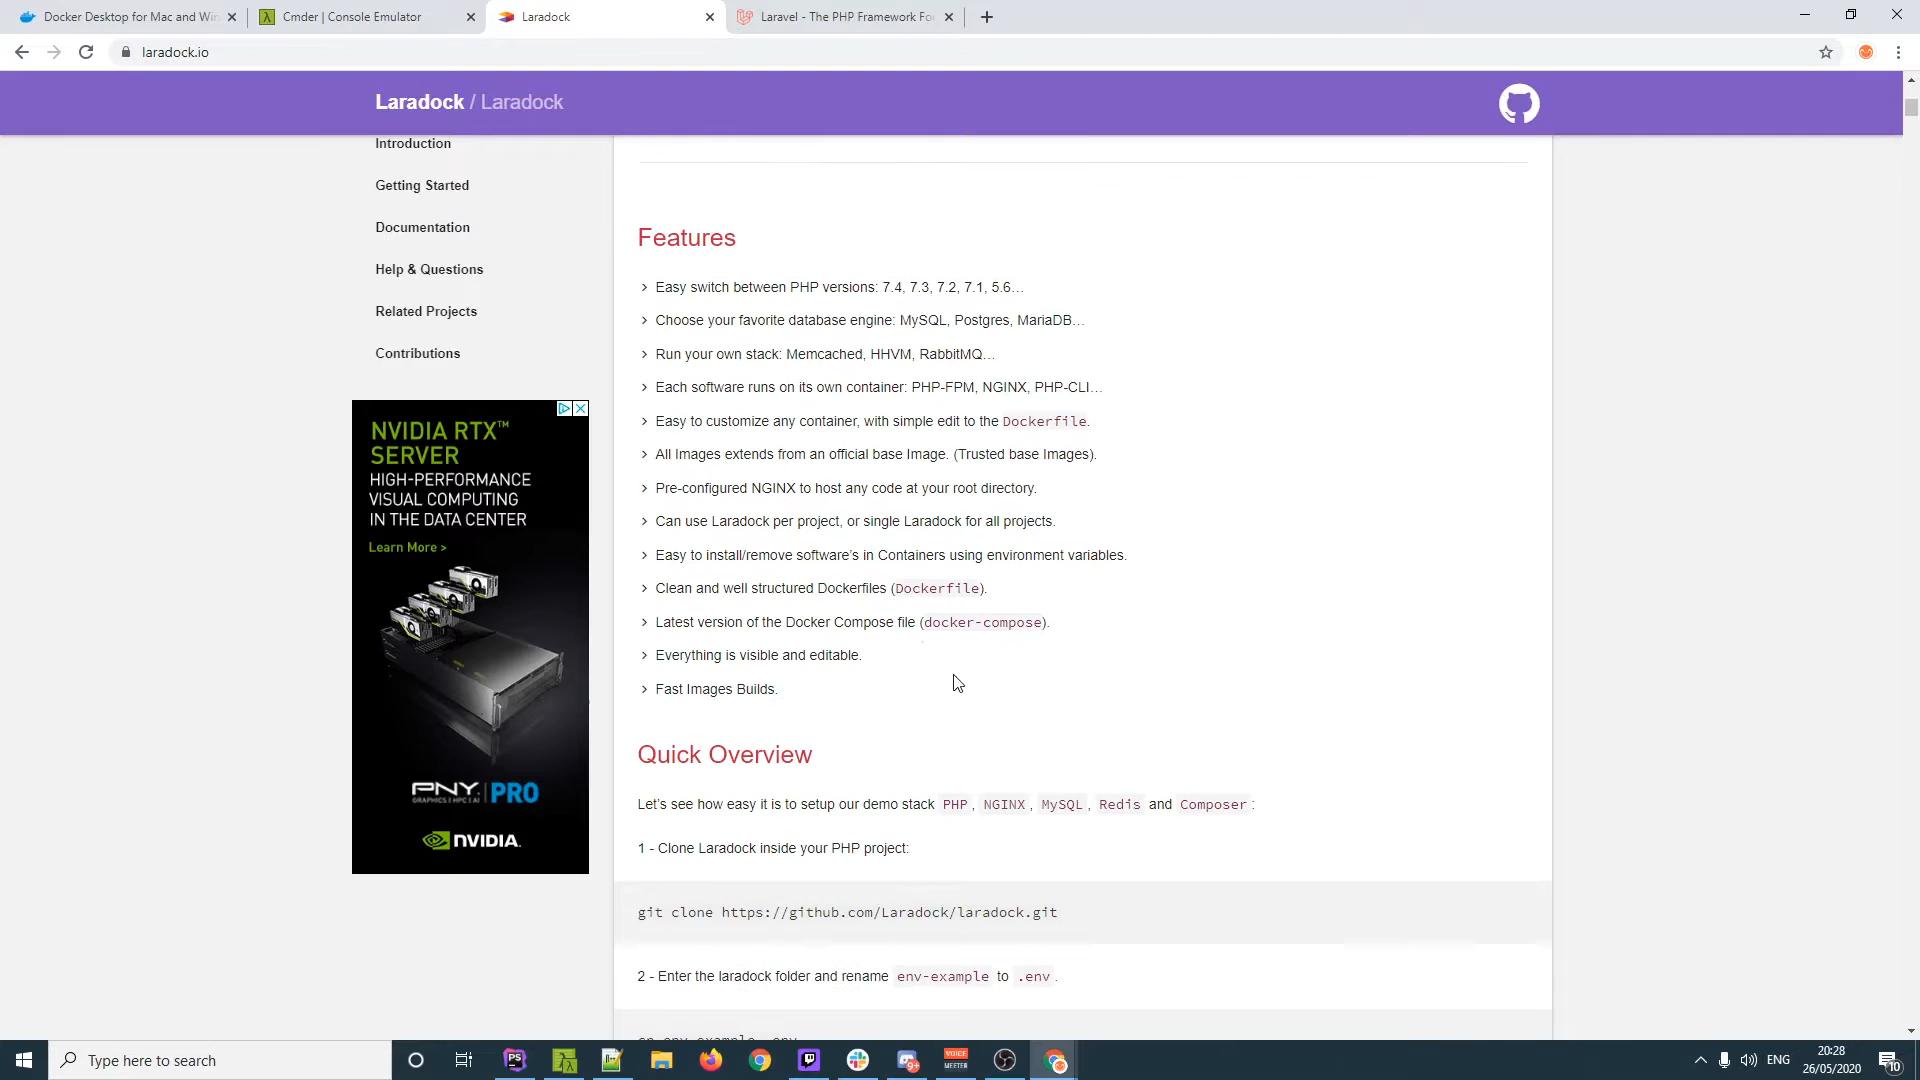 Docker Desktop for Mac and Win
Cmder | Console Emulator
Laradock
Laravel - The PHP Framework Fo
laradock.io
Laradock / Laradock
Introduction
Getting Started
Documentation
Help & Questions
Related Projects
Contributions
NVIDIA RTX™
SERVER
HIGH-PERFORMANCE
VISUAL COMPUTING
IN THE DATA CENTER
Learn More >
PNY. PRO
GRAPHICS | HPC | AI
NVIDIA.
Features
Easy switch between PHP versions: 7.4, 7.3, 7.2, 7.1, 5.6…
Choose your favorite database engine: MySQL, Postgres, MariaDB…
Run your own stack: Memcached, HHVM, RabbitMQ…
Each software runs on its own container: PHP-FPM, NGINX, PHP-CLI…
Easy to customize any container, with simple edit to the Dockerfile.
All Images extends from an official base Image. (Trusted base Images).
Pre-configured NGINX to host any code at your root directory.
Can use Laradock per project, or single Laradock for all projects.
Easy to install/remove software's in Containers using environment variables.
Clean and well structured Dockerfiles (Dockerfile).
Latest version of the Docker Compose file (docker-compose).
Everything is visible and editable.
Fast Images Builds.
Quick Overview
Let's see how easy it is to setup our demo stack PHP, NGINX, MySQL, Redis and Composer:
1 - Clone Laradock inside your PHP project:
git clone https://github.com/Laradock/laradock.git
2 - Enter the laradock folder and rename env-example to .env.
Type here to search
PS
VOICE
MEETER
9+
ENG
20:28
26/05/2020
10